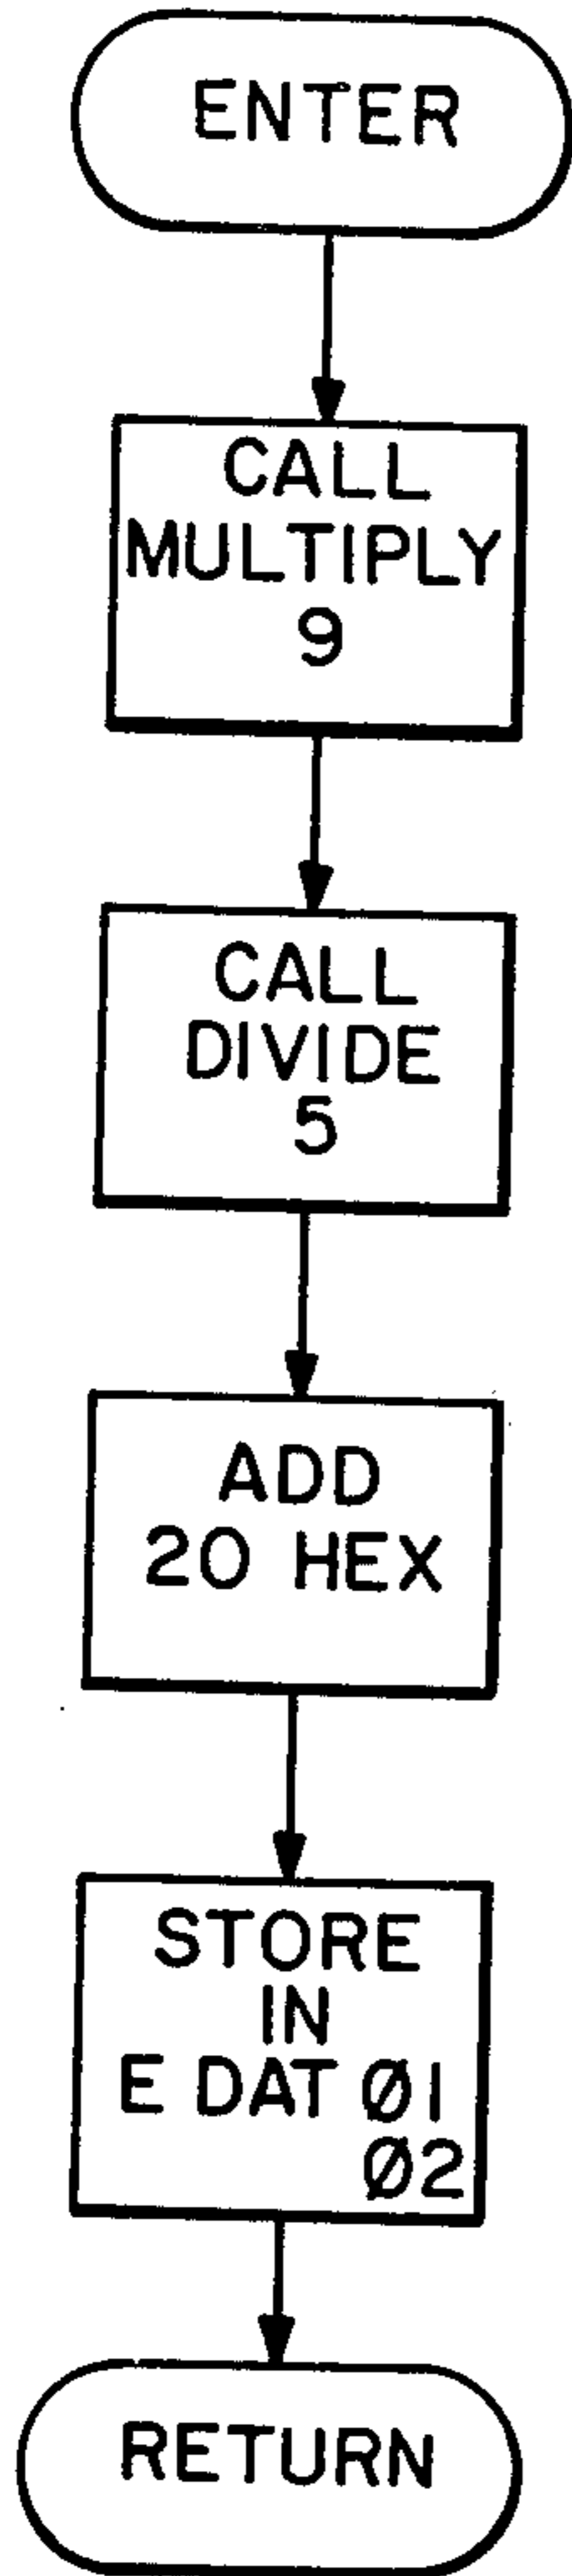 ENTER
CALL
MULTIPLY
9
CALL
DIVIDE
5
ADD
20 HEX
STORE
IN
E DAT Ø1
Ø2
RETURN